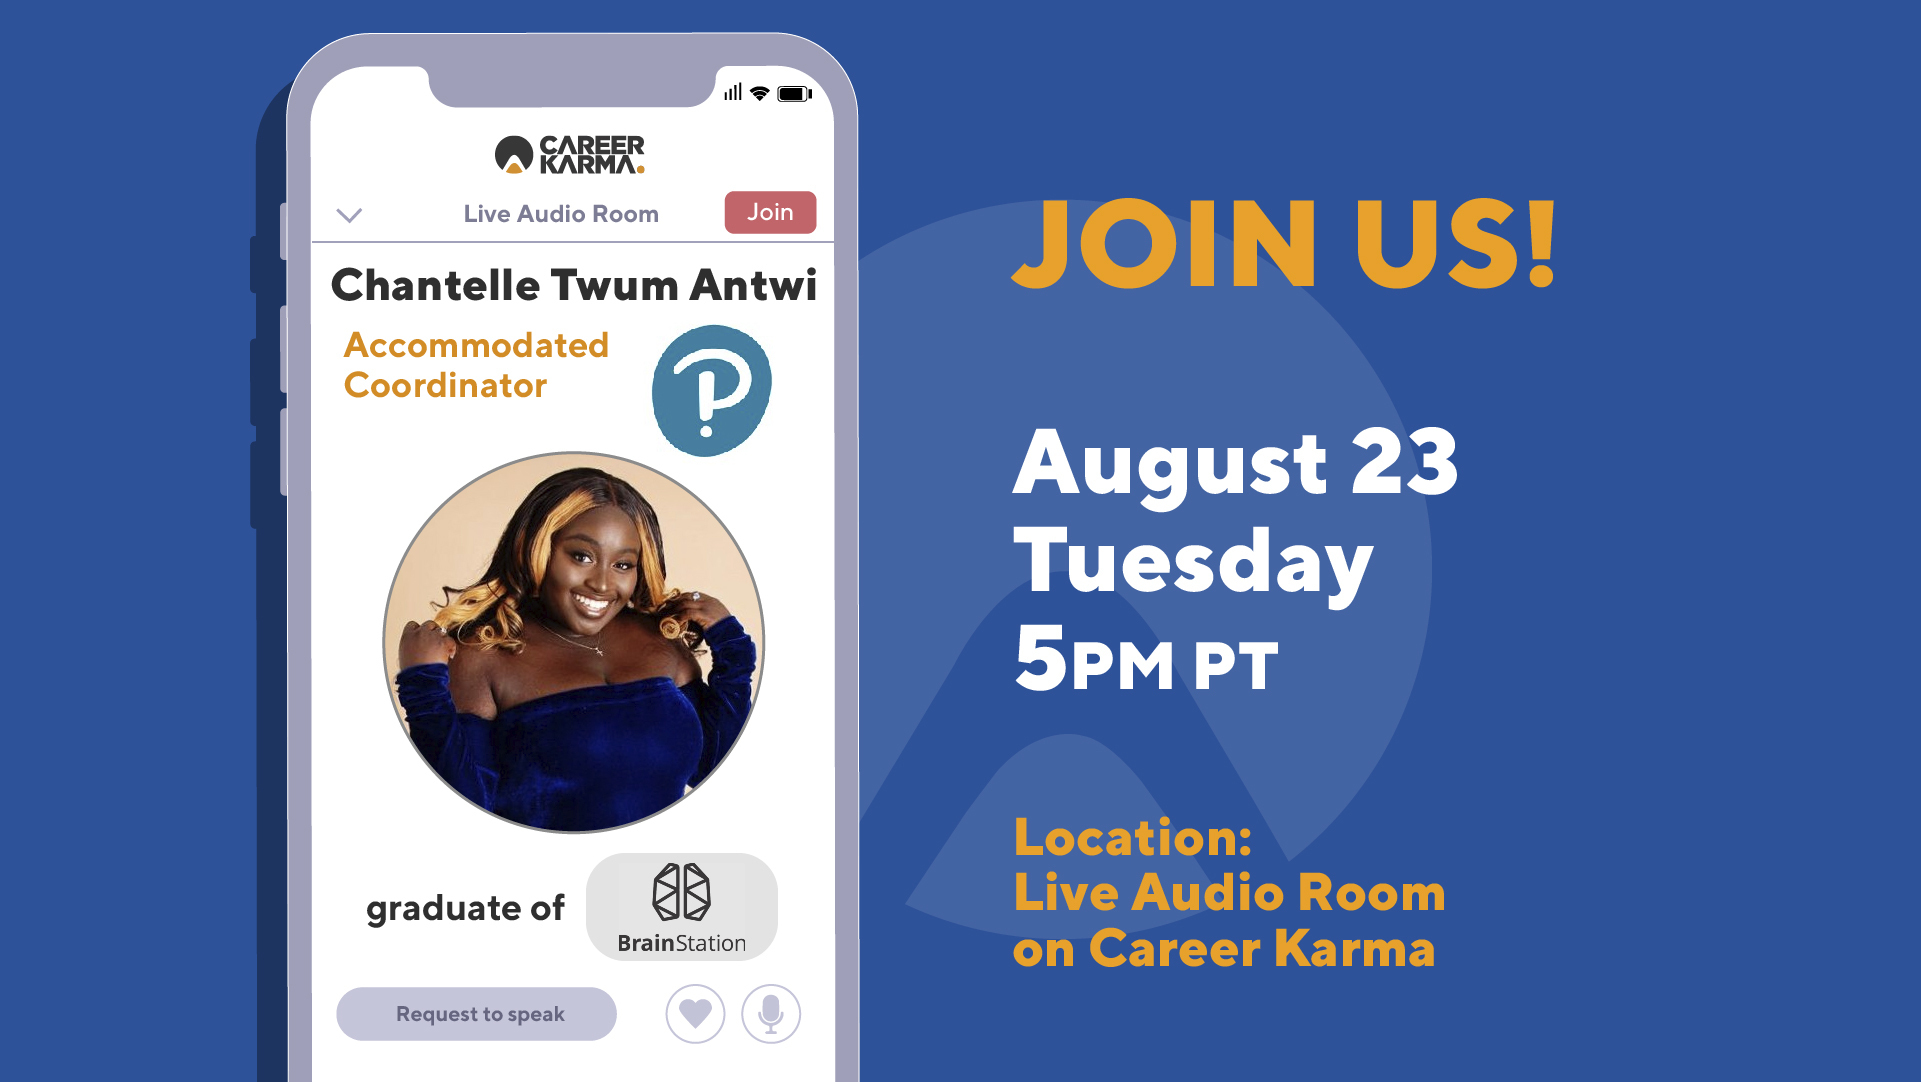 CAREER
KARMA.
Live Audio Room
Join
Chantelle Twum Antwi
Accommodated
Coordinator
P
graduate of
BrainStation
Request to speak
JOIN US!
August 23
Tuesday
5PM PT
Location:
Live Audio Room
on Career Karma